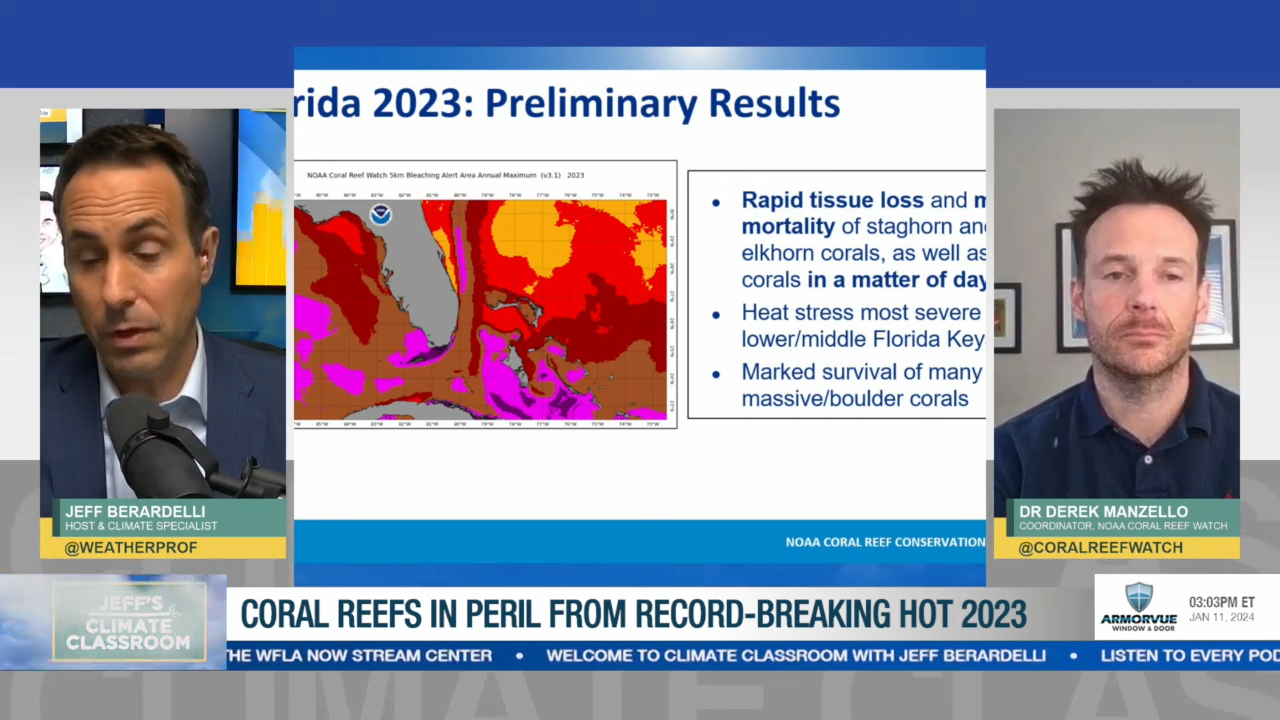 rida 2023: Preliminary Results
NOAA Coral Reef Watch 5km Bleaching Alert Area Annual Maximum (v3.1) 2023
• Rapid tissue loss and m
mortality of staghorn an
elkhorn corals, as well as
corals in a matter of day
• Heat stress most severe
lower/middle Florida Key
• Marked survival of many
massive/boulder corals
NOAA CORAL REEF CONSERVATION
JEFF BERARDELLI
HOST & CLIMATE SPECIALIST
@WEATHERPROF
DR DEREK MANZELLO
COORDINATOR, NOAA CORAL REEF WATCH
@CORALREEFWATCH
JEFF'S
CLIMATE
CLASSROOM
CORAL REEFS IN PERIL FROM RECORD-BREAKING HOT 2023
ARMORVUE
WINDOW & DOOR
03:03PM ET
JAN 11, 2024
THE WFLA NOW STREAM CENTER • WELCOME TO CLIMATE CLASSROOM WITH JEFF BERARDELLI • LISTEN TO EVERY POD